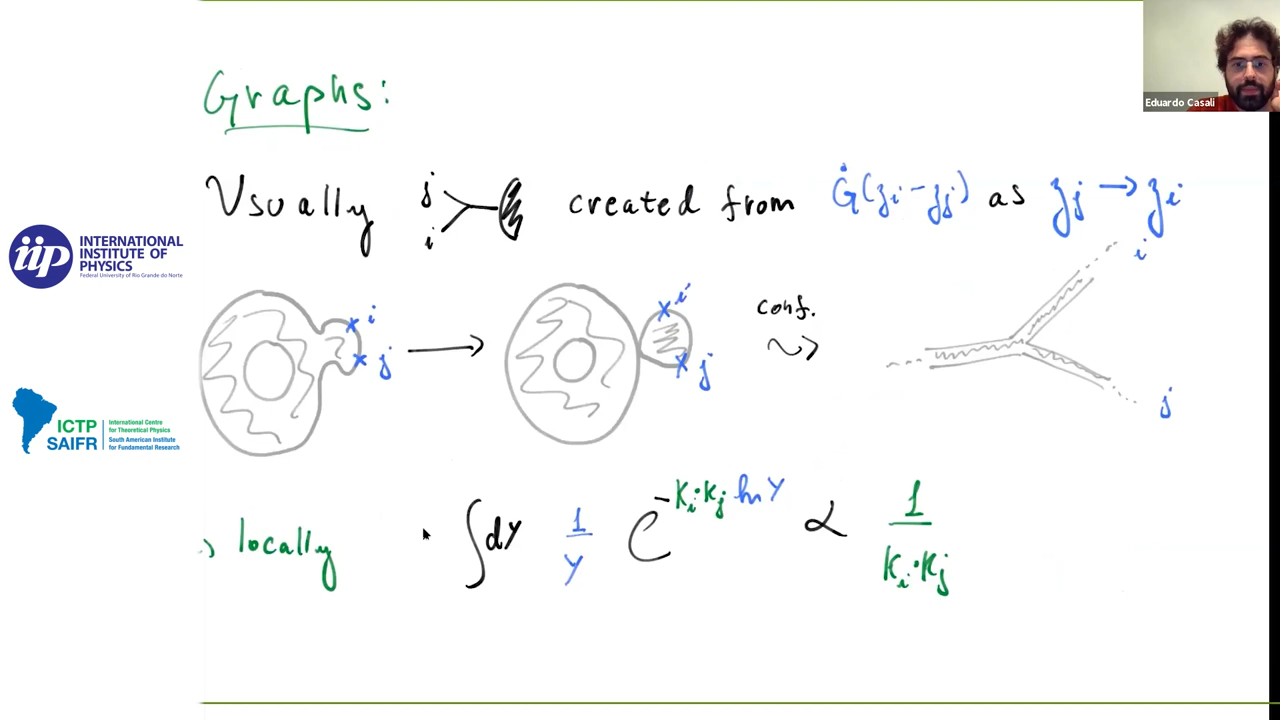 Eduardo Casali
Graphs:
Usually j i created from Ġ(zi - zj) as zj → zi
INTERNATIONAL
INSTITUTE OF
PHYSICS
Federal University of Rio Grande do Norte
i
j
i
j
conf.
i
j
ICTP
SAIFR
International Centre
for Theoretical Physics
South American Institute
for Fundamental Research
locally ∫dy 1/y e^{-ki·kj ln y} ∝ 1/(ki·kj)
iip